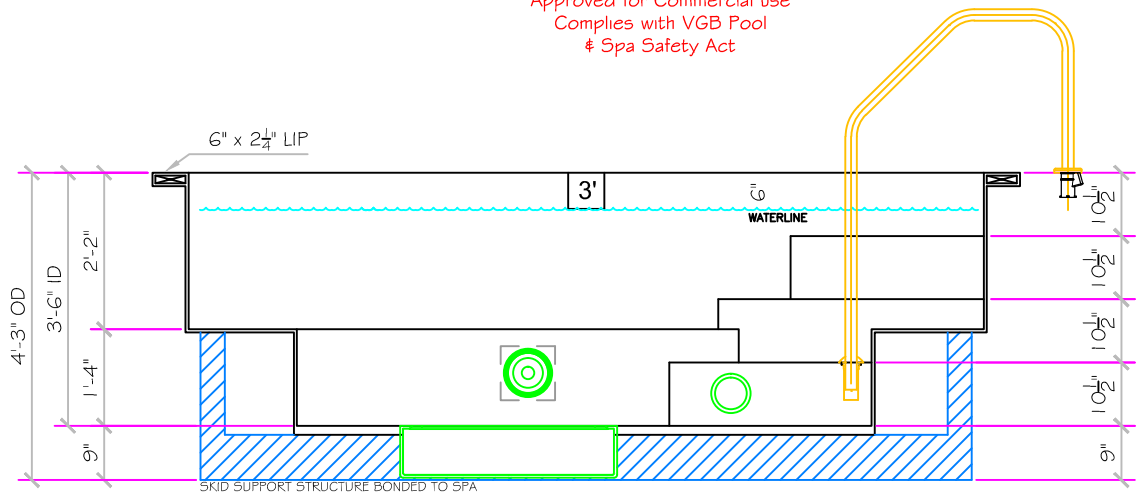 Approved for Commercial Use
Complies with VGB Pool
& Spa Safety Act
6" x 2¼" LIP
3'
6"
WATERLINE
4'-3" OD
3'-6" ID
2'-2"
1'-4"
9"
10½"
10½"
10½"
10½"
9"
SKID SUPPORT STRUCTURE BONDED TO SPA